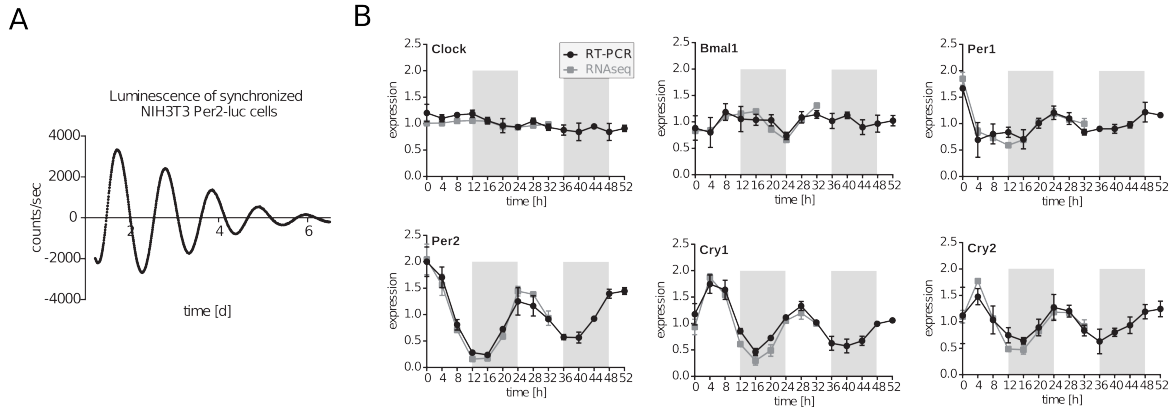 A
Luminescence of synchronized
NIH3T3 Per2-luc cells
4000
2000
0
-2000
-4000
counts/sec
2
4
6
time [d]
B
Clock
RT-PCR
RNAseq
2.5
2.0
1.5
1.0
0.5
0.0
expression
0 4 8 12 16 20 24 28 32 36 40 44 48 52
time [h]
Bmal1
2.5
2.0
1.5
1.0
0.5
0.0
expression
0 4 8 12 16 20 24 28 32 36 40 44 48 52
time [h]
Per1
2.5
2.0
1.5
1.0
0.5
0.0
expression
0 4 8 12 16 20 24 28 32 36 40 44 48 52
time [h]
Per2
2.5
2.0
1.5
1.0
0.5
0.0
expression
0 4 8 12 16 20 24 28 32 36 40 44 48 52
time [h]
Cry1
2.5
2.0
1.5
1.0
0.5
0.0
expression
0 4 8 12 16 20 24 28 32 36 40 44 48 52
time [h]
Cry2
2.5
2.0
1.5
1.0
0.5
0.0
expression
0 4 8 12 16 20 24 28 32 36 40 44 48 52
time [h]